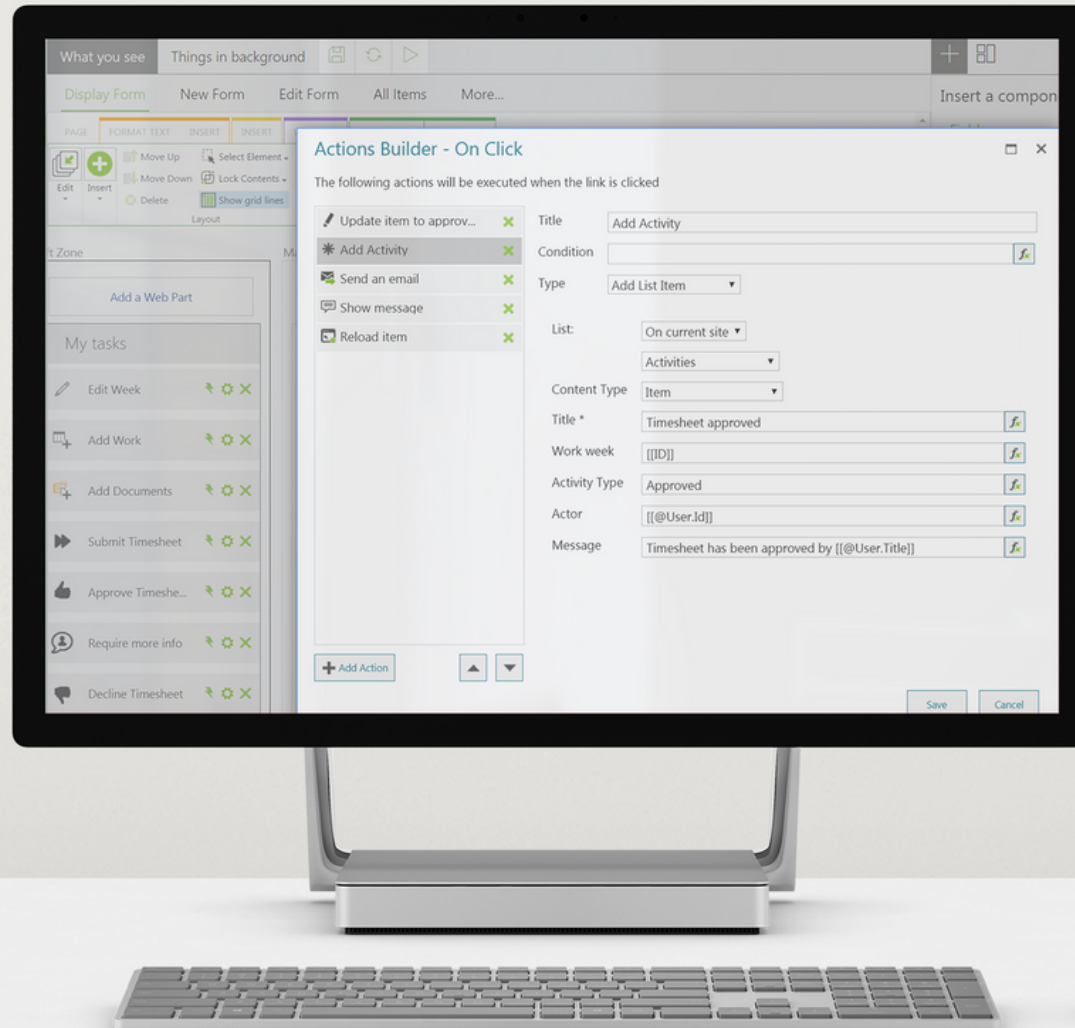 What you see Things in background
Display Form New Form Edit Form All Items More...
Insert a compon
PAGE FORMAT TEXT INSERT INSERT
Edit
Insert
Move Up Select Element
Move Down Lock Contents
Delete Show grid lines
Layout
t Zone
Add a Web Part
My tasks
Edit Week
Add Work
Add Documents
Submit Timesheet
Approve Timeshe...
Require more info
Decline Timesheet
Actions Builder - On Click
The following actions will be executed when the link is clicked
Update item to approv...
Add Activity
Send an email
Show message
Reload item
Add Action
Title Add Activity
Condition
Type Add List Item
List: On current site
Activities
Content Type Item
Title * Timesheet approved
Work week [[ID]]
Activity Type Approved
Actor [[@User.Id]]
Message Timesheet has been approved by [[@User.Title]]
Save Cancel